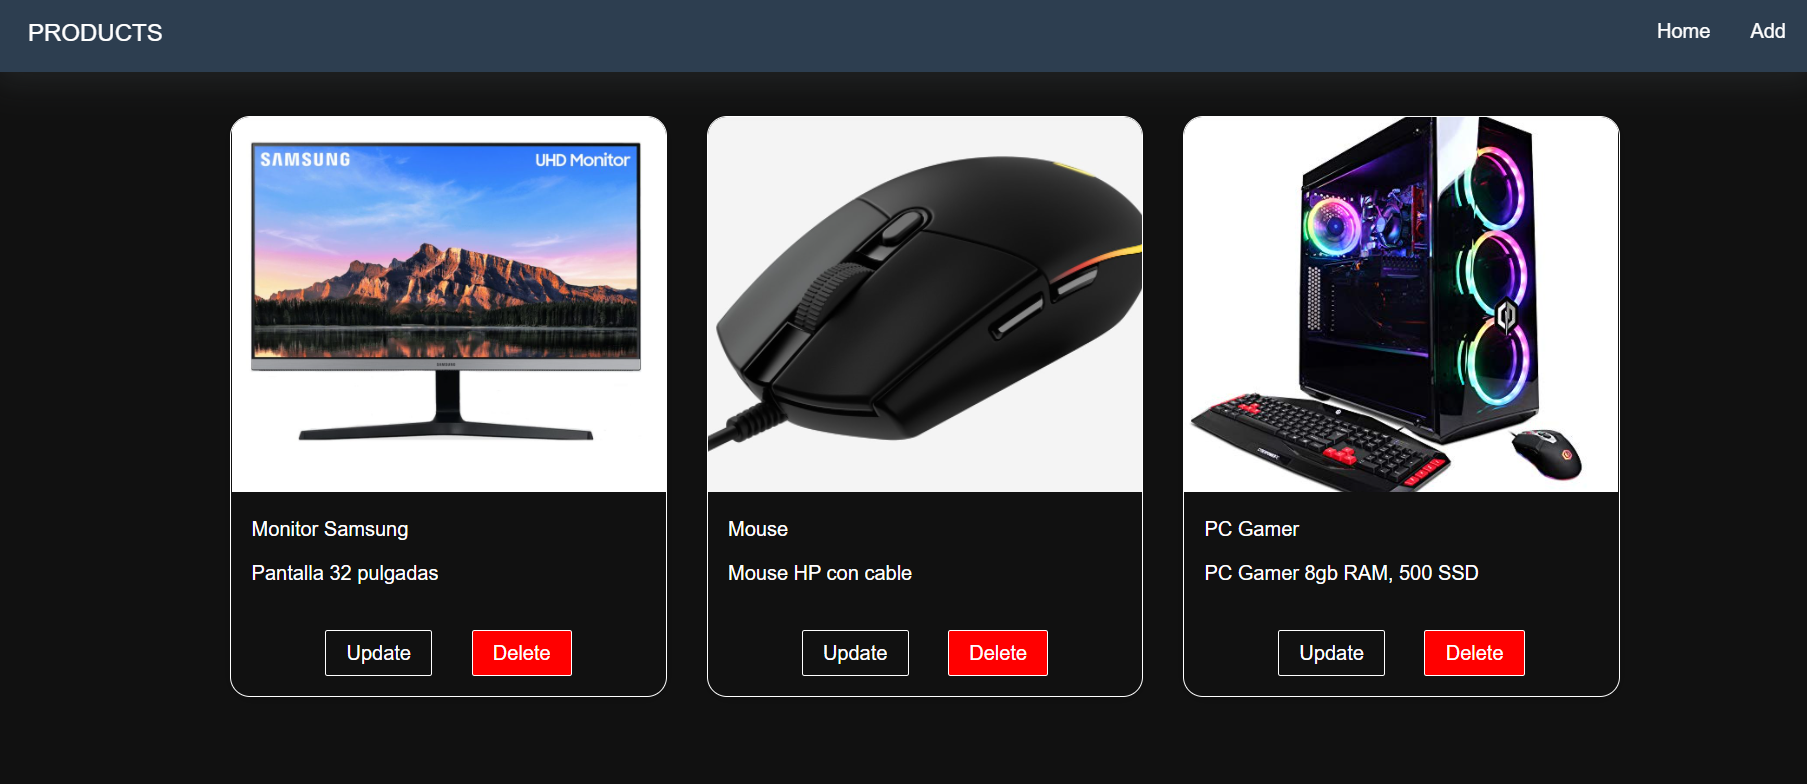 PRODUCTS
Home
Add
SAMSUNG
UHD Monitor
SAMSUNG
Monitor Samsung
Pantalla 32 pulgadas
Update
Delete
Mouse
Mouse HP con cable
Update
Delete
PC Gamer
PC Gamer 8gb RAM, 500 SSD
Update
Delete